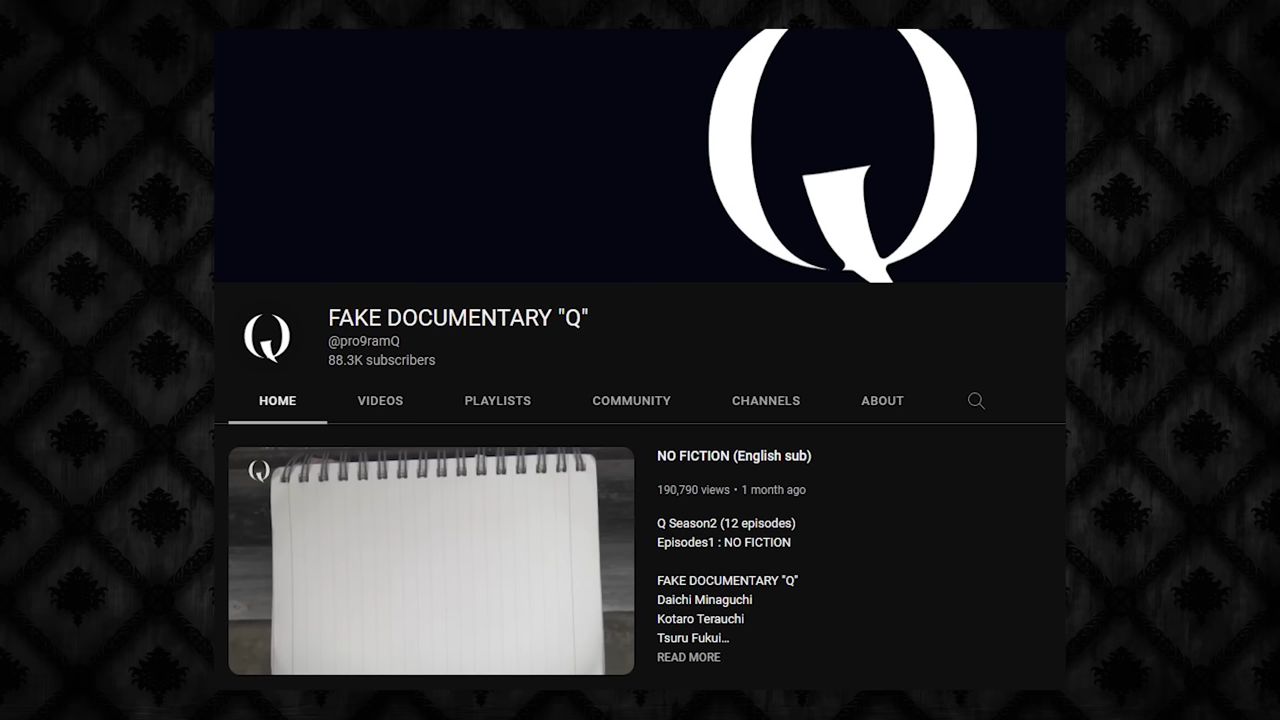 Q
FAKE DOCUMENTARY "Q"
@pro9ramQ
88.3K subscribers
Q
HOME VIDEOS PLAYLISTS COMMUNITY CHANNELS ABOUT
Q
NO FICTION (English sub)
190,790 views • 1 month ago
Q Season2 (12 episodes)
Episodes1 : NO FICTION
FAKE DOCUMENTARY "Q"
Daichi Minaguchi
Kotaro Terauchi
Tsuru Fukui...
READ MORE